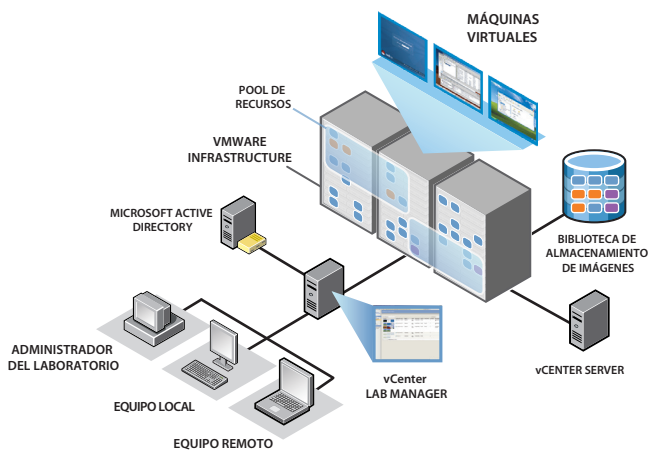 MÁQUINAS
VIRTUALES
POOL DE
RECURSOS
VMWARE
INFRASTRUCTURE
MICROSOFT ACTIVE
DIRECTORY
BIBLIOTECA DE
ALMACENAMIENTO
DE IMÁGENES
ADMINISTRADOR
DEL LABORATORIO
vCenter
LAB MANAGER
vCENTER SERVER
EQUIPO LOCAL
EQUIPO REMOTO